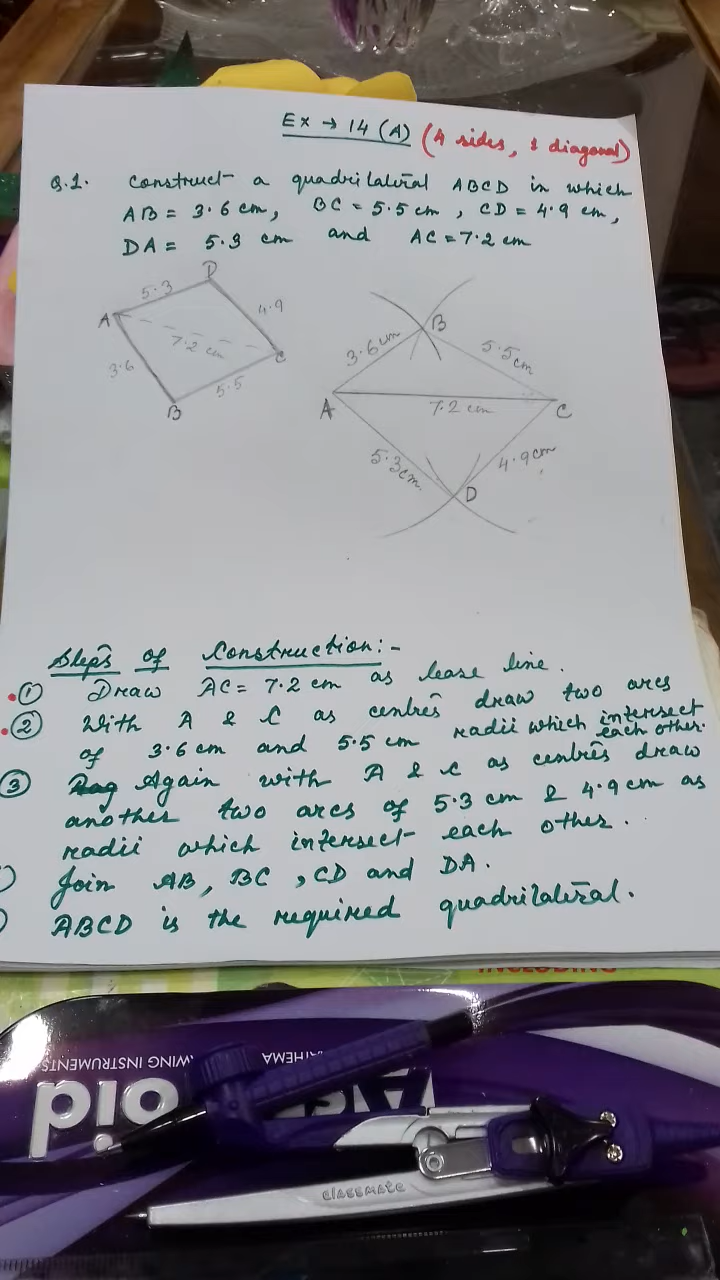 Ex → 14 (A) (4 sides, 1 diagonal)
Q.1. Construct a quadrilateral ABCD in which
AB = 3.6 cm, BC = 5.5 cm, CD = 4.9 cm,
DA = 5.3 cm and AC = 7.2 cm
D
5.3
A
4.9
7.2 cm
C
3.6
5.5
B
B
3.6 cm
5.5 cm
A
7.2 cm
C
5.3 cm
4.9 cm
D
Steps of Construction:-
① Draw AC = 7.2 cm as lease line.
② With A & C as centres draw two arcs
of 3.6 cm and 5.5 cm radii which intersect
each other.
③ Again with A & C as centres draw
another two arcs of 5.3 cm & 4.9 cm as
radii which intersect each other.
Join AB, BC, CD and DA.
ABCD is the required quadrilateral.
INCLUDING
MATHEMA WING INSTRUMENTS
classmate